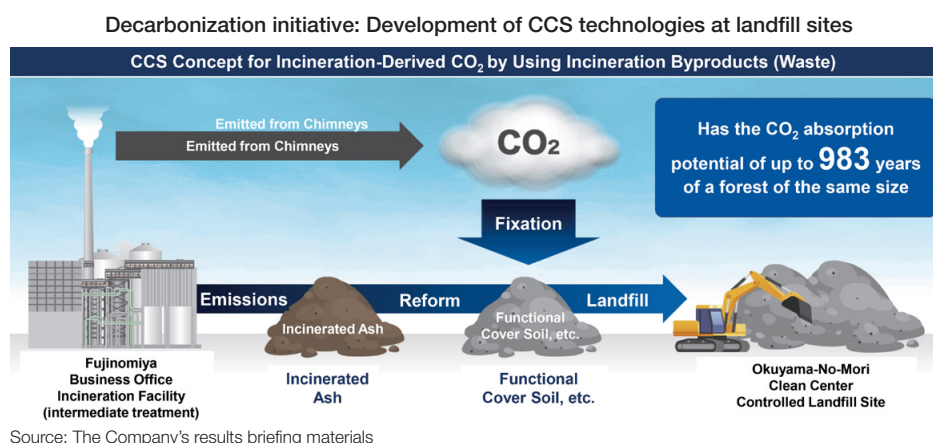 Decarbonization initiative: Development of CCS technologies at landfill sites
CCS Concept for Incineration-Derived CO₂ by Using Incineration Byproducts (Waste)
Emitted from Chimneys
Emitted from Chimneys
CO₂
Has the CO₂ absorption
potential of up to 983 years
of a forest of the same size
Fixation
Emissions
Incinerated Ash
Reform
Functional
Cover Soil, etc.
Landfill
Fujinomiya
Business Office
Incineration Facility
(intermediate treatment)
Incinerated
Ash
Functional
Cover Soil, etc.
Okuyama-No-Mori
Clean Center
Controlled Landfill Site
Source: The Company's results briefing materials